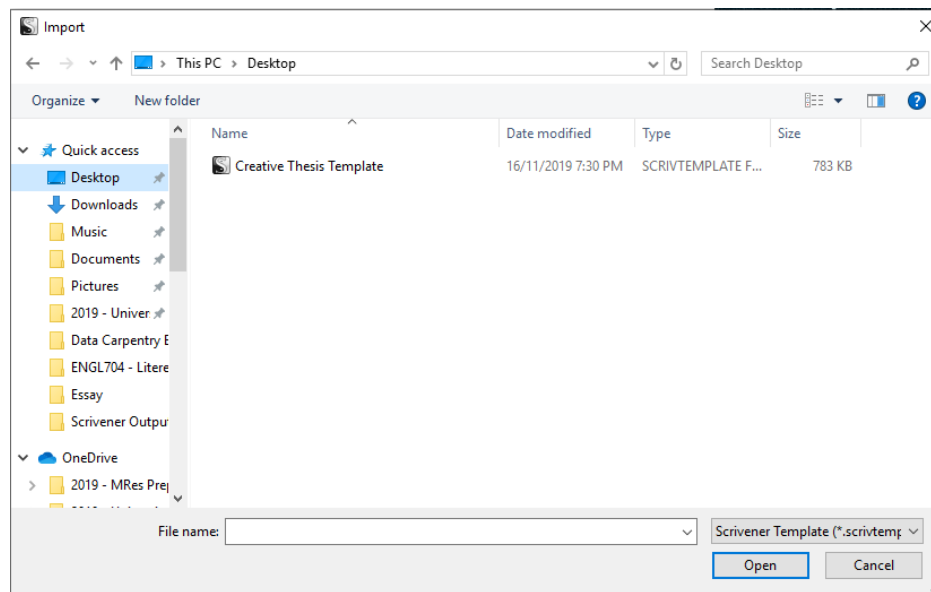 Import
This PC > Desktop
Search Desktop
Organize
New folder
Name
Date modified
Type
Size
Quick access
Desktop
Downloads
Music
Documents
Pictures
2019 - Univer
Data Carpentry E
ENGL704 - Litere
Essay
Scrivener Outpu
OneDrive
2019 - MRes Prep
Creative Thesis Template 16/11/2019 7:30 PM SCRIVTEMPLATE F... 783 KB
File name:
Scrivener Template (*.scrivtemp
Open
Cancel